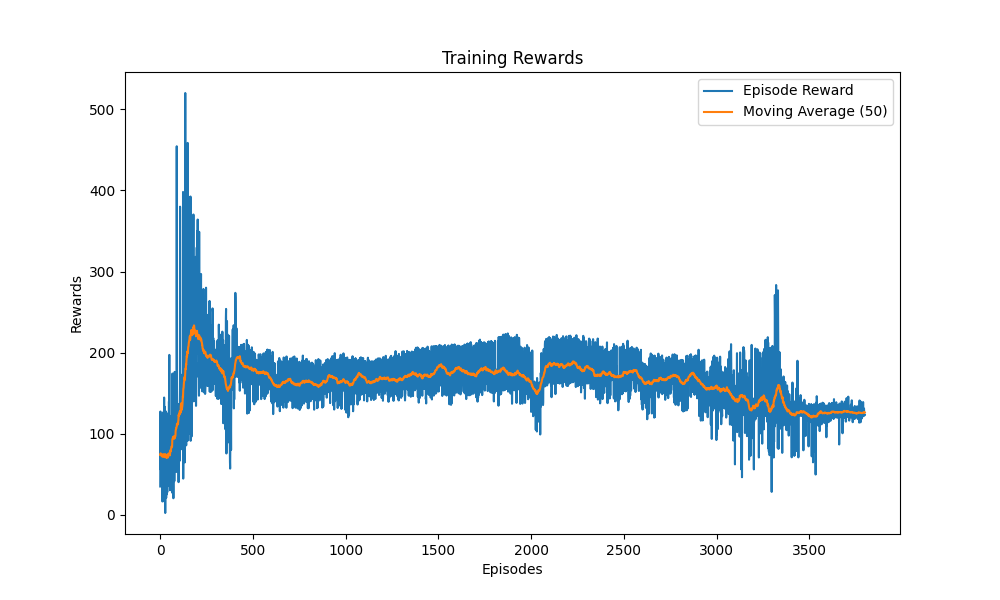 Training Rewards
Episode Reward
Moving Average (50)
Rewards
500
400
300
200
100
0
0 500 1000 1500 2000 2500 3000 3500
Episodes